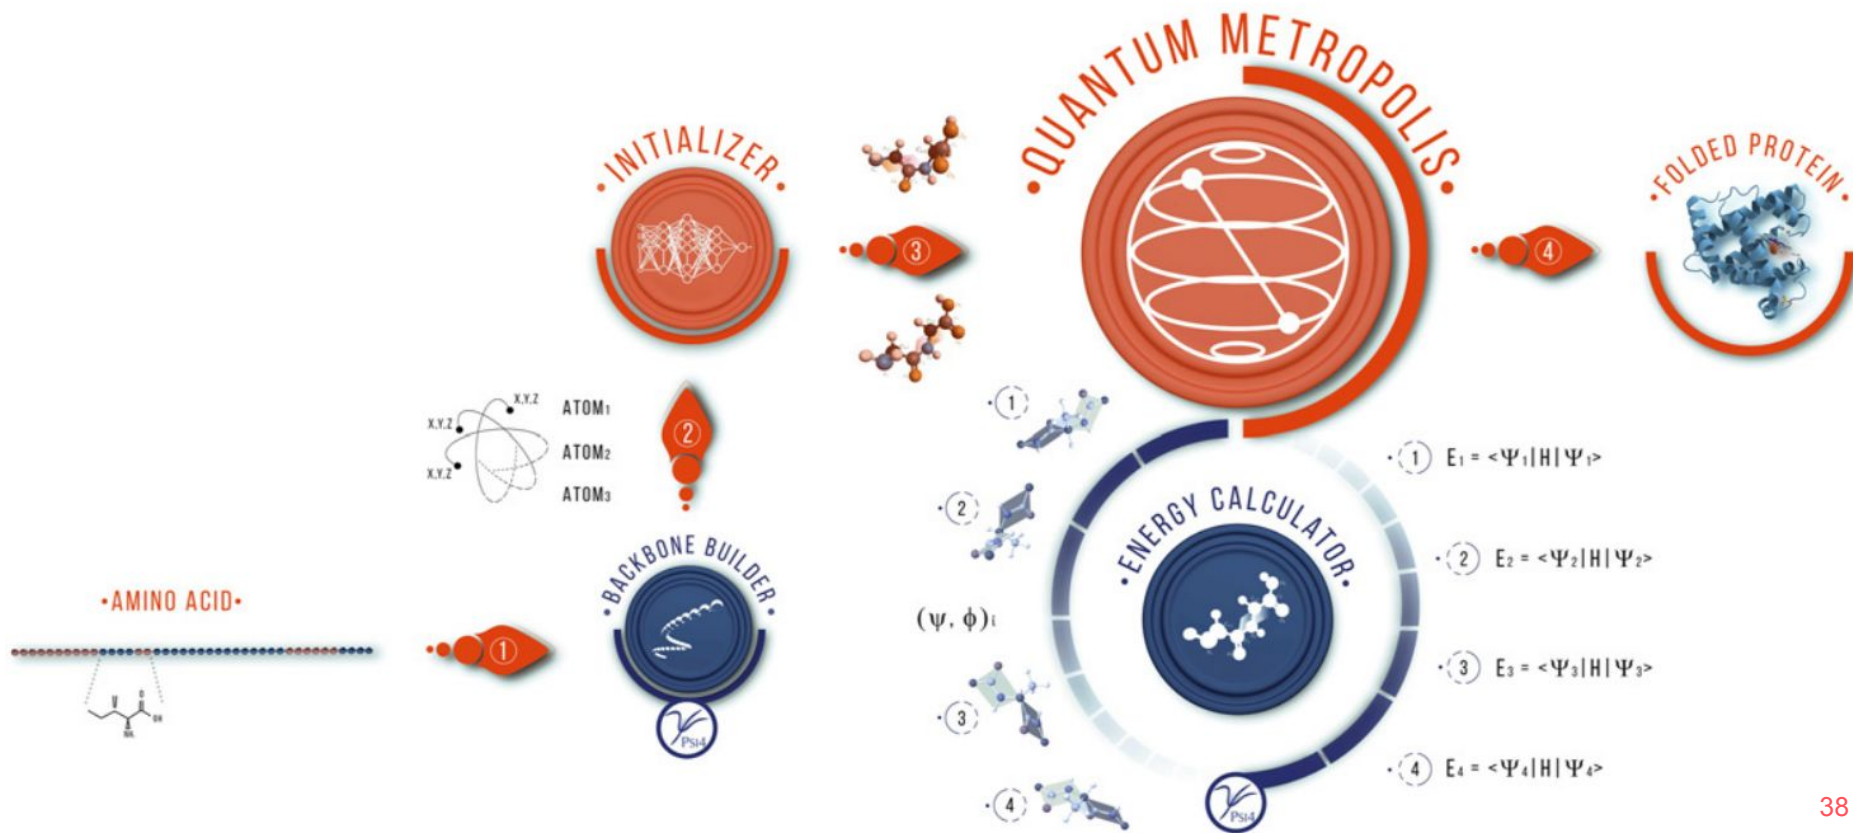 •AMINO ACID•
NH₂
O
OH
1
•BACKBONE BUILDER•
PSI4
X,Y,Z
X,Y,Z
X,Y,Z
ATOM₁
ATOM₂
ATOM₃
2
•INITIALIZER•
3
•QUANTUM METROPOLIS•
4
•FOLDED PROTEIN•
1
2
(ψ, ϕ)ᵢ
3
4
•ENERGY CALCULATOR•
PSI4
1 E₁ = <Ψ₁|H|Ψ₁>
2 E₂ = <Ψ₂|H|Ψ₂>
3 E₃ = <Ψ₃|H|Ψ₃>
4 E₄ = <Ψ₄|H|Ψ₄>
38